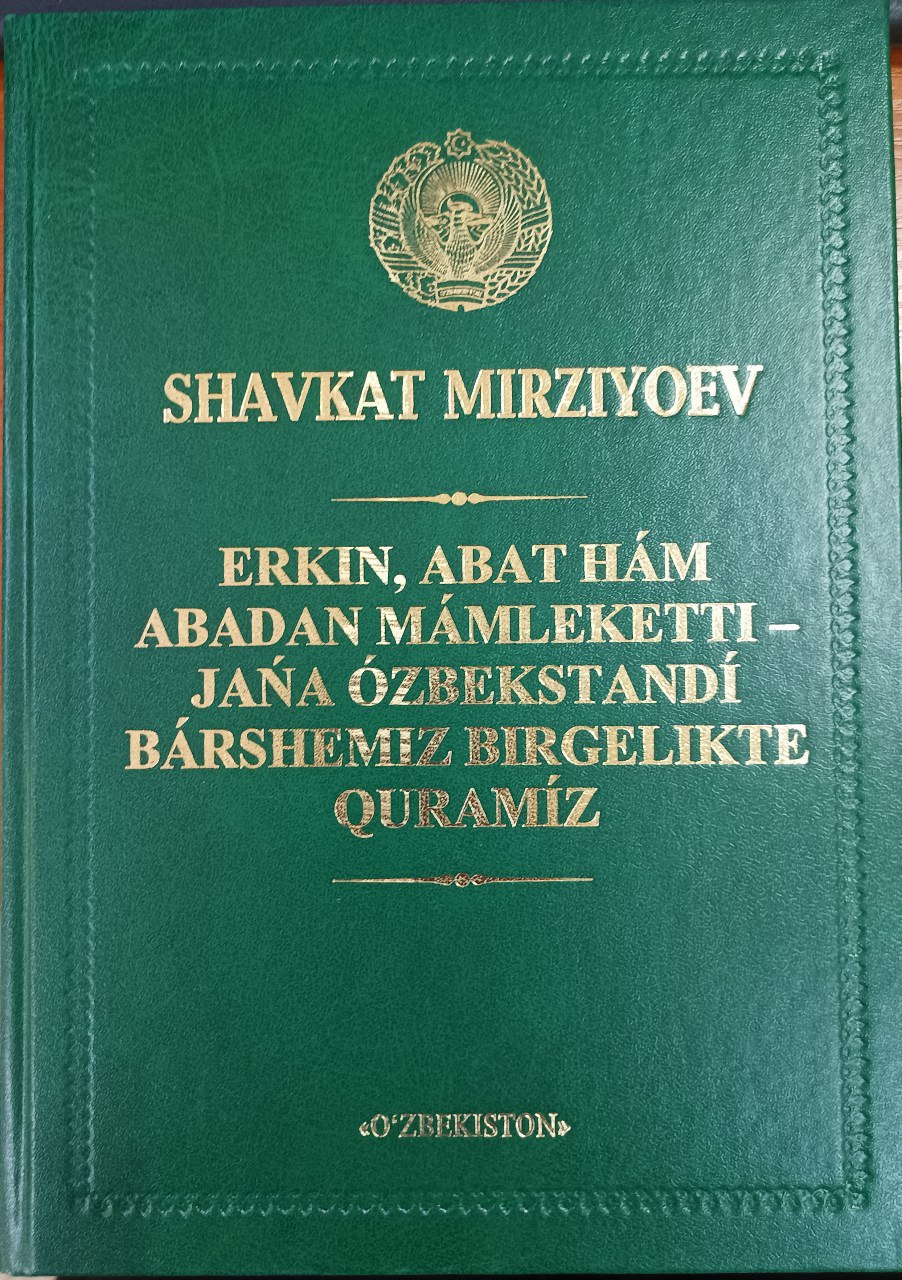 SHAVKAT MIRZIYOEV
ERKIN, ABAT HÁM
ABADAN MÁMLEKETTI –
JAŃA ÓZBEKSTANDÍ
BÁRSHEMIZ BIRGELIKTE
QURAMÍZ
«O‘ZBEKISTON»